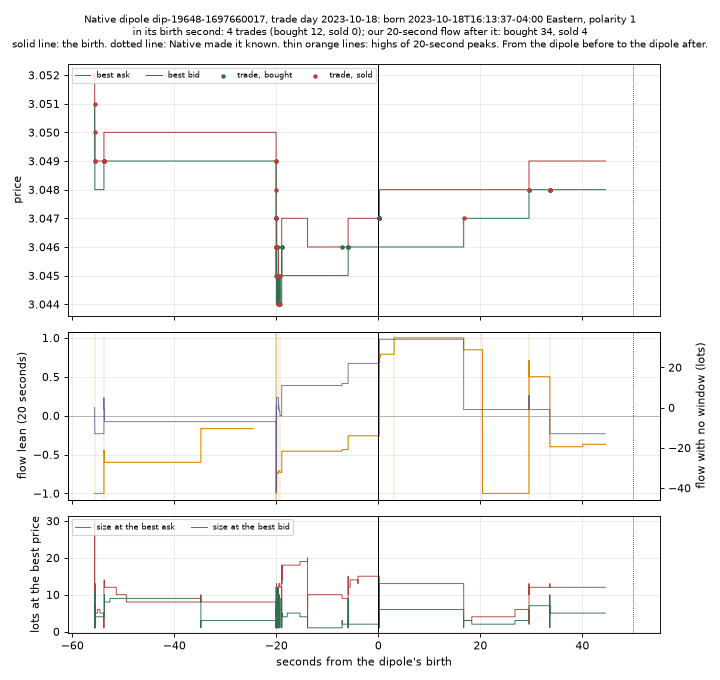 Native dipole dip-19648-1697660017, trade day 2023-10-18: born 2023-10-18T16:13:37-04:00 Eastern, polarity 1
in its birth second: 4 trades (bought 12, sold 0); our 20-second flow after it: bought 34, sold 4
solid line: the birth. dotted line: Native made it known. thin orange lines: highs of 20-second peaks. From the dipole before to the dipole after.
best ask
best bid
trade, bought
trade, sold
3.052
3.051
3.050
3.049
3.048
3.047
3.046
3.045
3.044
price
1.0
0.5
0.0
−0.5
−1.0
flow lean (20 seconds)
20
0
−20
−40
flow with no window (lots)
size at the best ask
size at the best bid
30
20
10
0
lots at the best price
−60
−40
−20
0
20
40
seconds from the dipole's birth